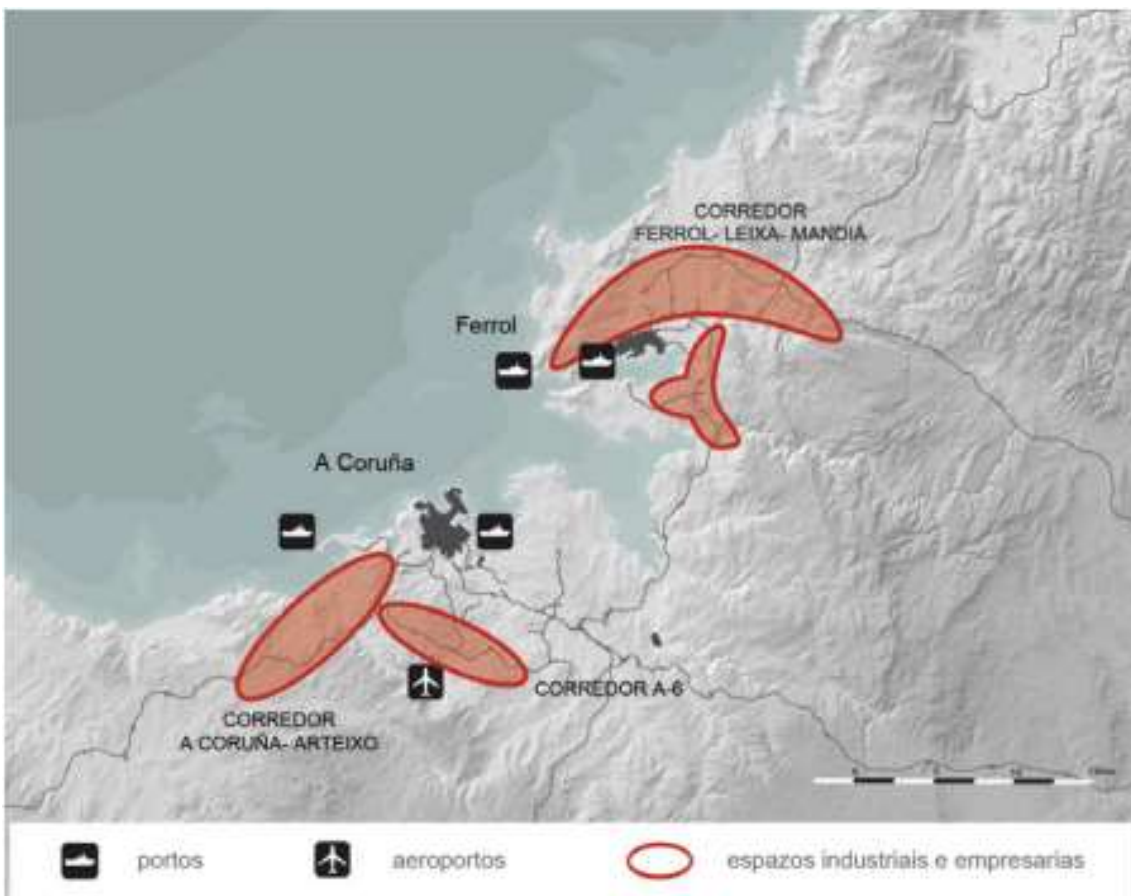 CORREDOR
FERROL- LEIXA- MANDIÁ
Ferrol
A Coruña
CORREDOR A-6
CORREDOR
A CORUÑA- ARTEIXO
portos
aeroportos
espazos industriais e empresarias